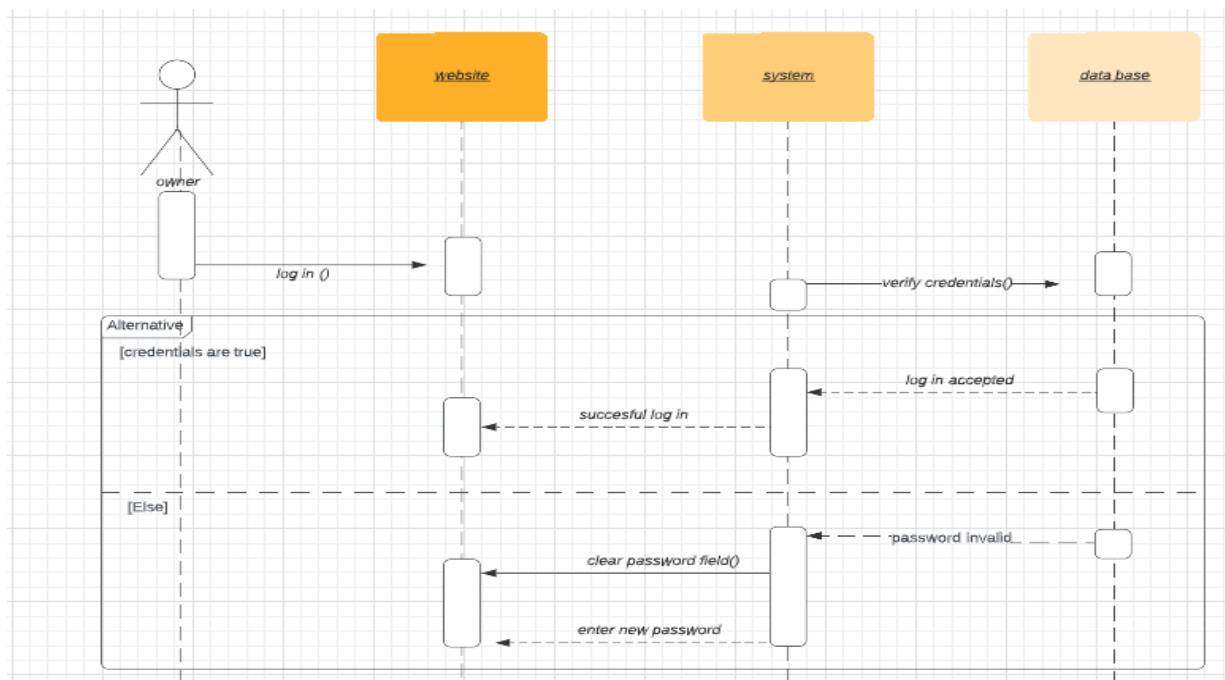 website
system
data base
owner
log in ()
verify credentials()
Alternative
[credentials are true]
log in accepted
succesful log in
[Else]
password invalid
clear password field()
enter new password